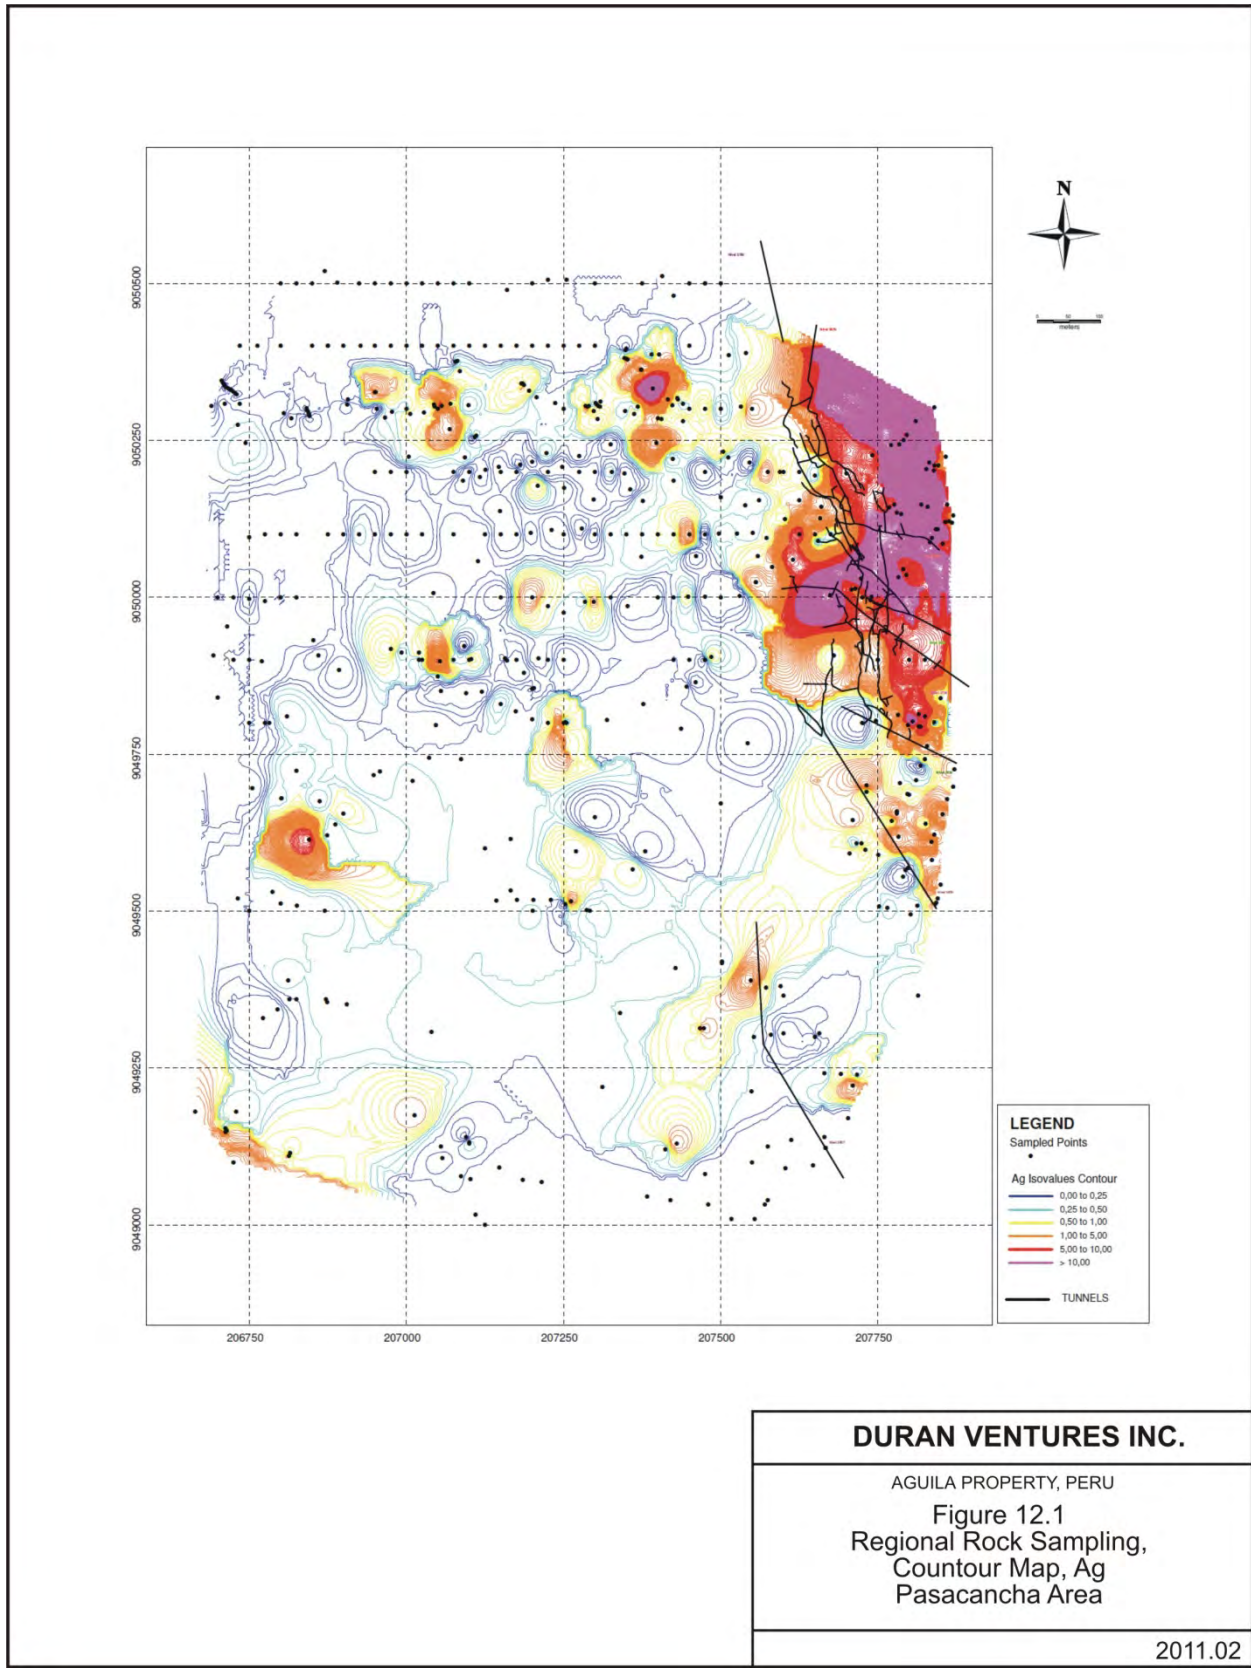 N
9050500
9050250
9050000
9049750
9049500
9049250
9049000
206750
207000
207250
207500
207750
0 50 100
meters
LEGEND
Sampled Points
Ag Isovalues Contour
0,00 to 0,25
0,25 to 0,50
0,50 to 1,00
1,00 to 5,00
5,00 to 10,00
> 10,00
TUNNELS
DURAN VENTURES INC.
AGUILA PROPERTY, PERU
Figure 12.1
Regional Rock Sampling,
Countour Map, Ag
Pasacancha Area
2011.02